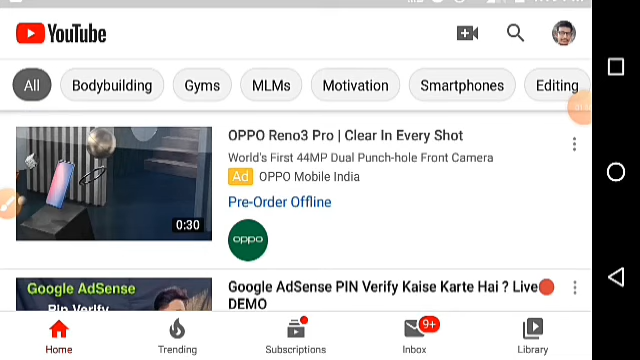 YouTube
All Bodybuilding Gyms MLMs Motivation Smartphones Editing
OPPO Reno3 Pro | Clear In Every Shot
World's First 44MP Dual Punch-hole Front Camera
Ad OPPO Mobile India
Pre-Order Offline
0:30
oppo
Google AdSense
Pin Verify
Google AdSense PIN Verify Kaise Karte Hai ? Live
DEMO
9+
Home Trending Subscriptions Inbox Library